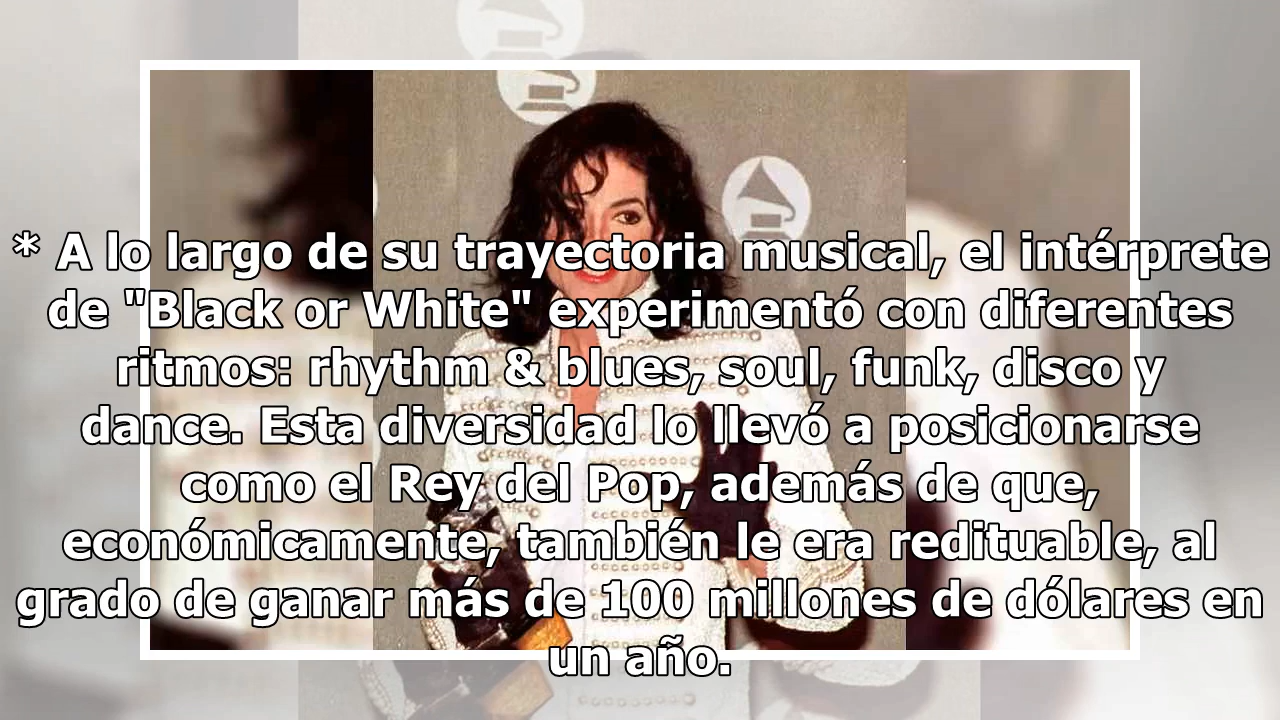 * A lo largo de su trayectoria musical, el intérprete
de "Black or White" experimentó con diferentes
ritmos: rhythm & blues, soul, funk, disco y
dance. Esta diversidad lo llevó a posicionarse
como el Rey del Pop, además de que,
económicamente, también le era redituable, al
grado de ganar más de 100 millones de dólares en
un año.